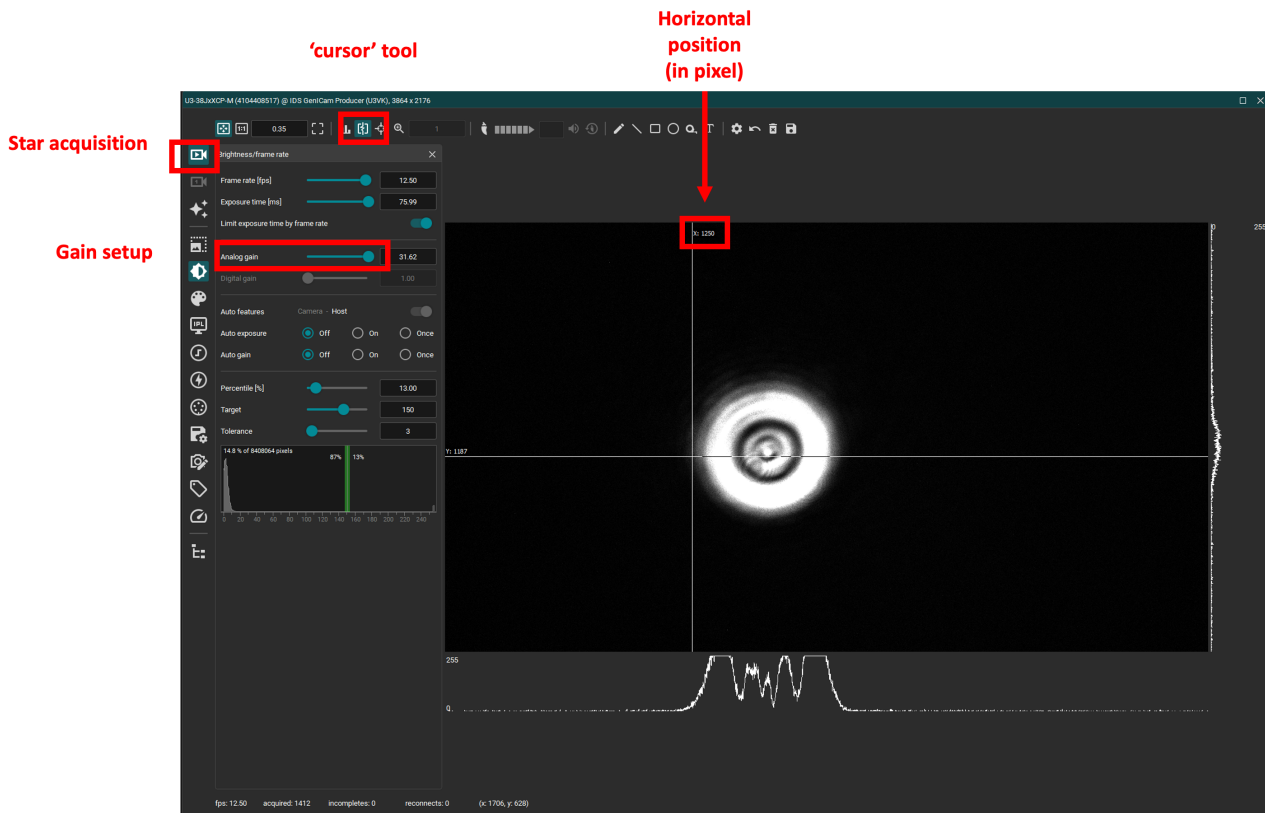 Horizontal
position
(in pixel)
‘cursor’ tool
U3-38JxXCP-M (4104408517) @ IDS GenICam Producer (U3VK), 3864 x 2176
1:1
0.35
1
T
Star acquisition
Brightness/frame rate
Frame rate [fps]
12.50
Exposure time [ms]
75.99
Limit exposure time by frame rate
Gain setup
Analog gain
31.62
Digital gain
1.00
Auto features Camera - Host
Auto exposure Off On Once
Auto gain Off On Once
IPL
Percentile [%]
13.00
Target
150
Tolerance
3
14.8 % of 8408064 pixels
87% 13%
0 20 40 60 80 100 120 140 160 180 200 220 240
X: 1250
0 255
Y: 1187
255
0
fps: 12.50 acquired: 1412 incompletes: 0 reconnects: 0 (x: 1706, y: 628)